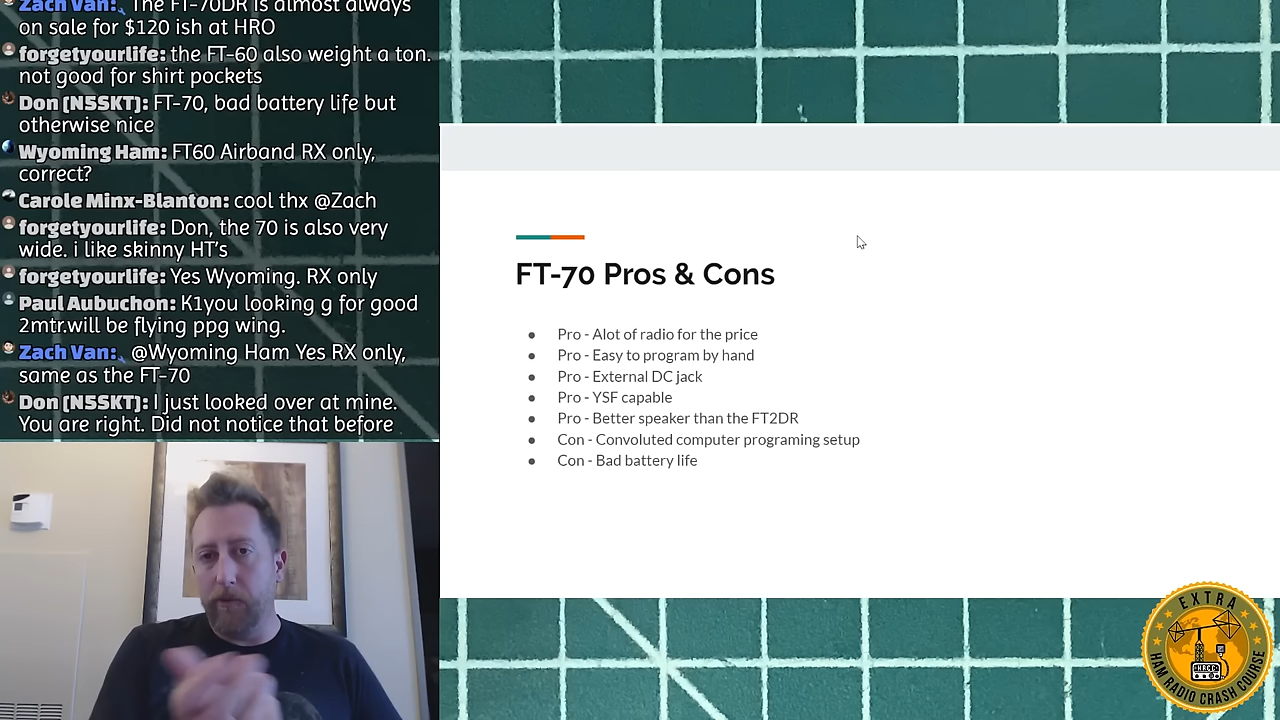 Zach Van: The FT-70DR is almost always
on sale for $120 ish at HRO
forgetyourlife: the FT-60 also weight a ton.
not good for shirt pockets
Don (N5SKT): FT-70, bad battery life but
otherwise nice
Wyoming Ham: FT60 Airband RX only,
correct?
Carole Minx-Blanton: cool thx @Zach
forgetyourlife: Don, the 70 is also very
wide. i like skinny HT's
forgetyourlife: Yes Wyoming. RX only
Paul Aubuchon: K1you looking g for good
2mtr.will be flying ppg wing.
Zach Van: @Wyoming Ham Yes RX only,
same as the FT-70
Don (N5SKT): I just looked over at mine.
You are right. Did not notice that before
FT-70 Pros & Cons
● Pro - Alot of radio for the price
● Pro - Easy to program by hand
● Pro - External DC jack
● Pro - YSF capable
● Pro - Better speaker than the FT2DR
● Con - Convoluted computer programing setup
● Con - Bad battery life
EXTRA
HRCC
HAM RADIO CRASH COURSE